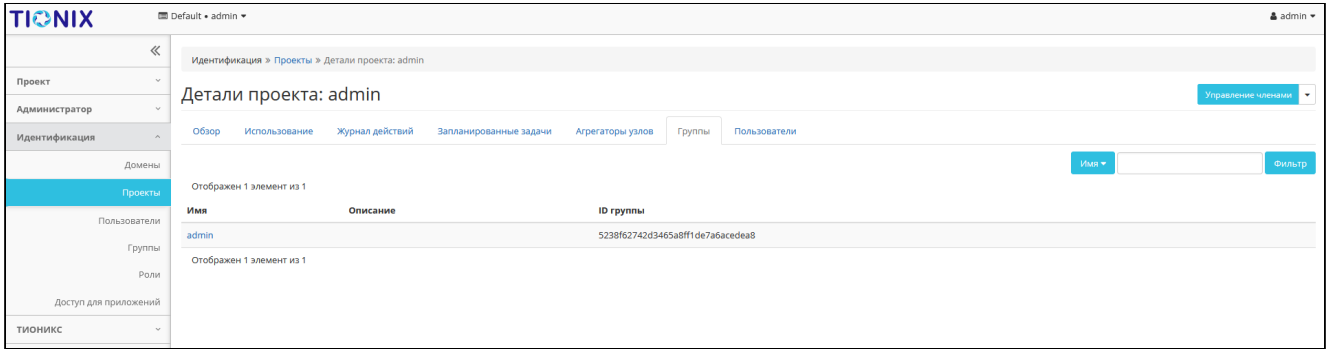 TIONIX
Default • admin
admin
Проект
Администратор
Идентификация
Домены
Проекты
Пользователи
Группы
Роли
Доступ для приложений
ТИОНИКС
Идентификация » Проекты » Детали проекта: admin
Детали проекта: admin
Управление членами
Обзор Использование Журнал действий Запланированные задачи Агрегаторы узлов Группы Пользователи
Имя Фильтр
Отображен 1 элемент из 1
Имя Описание ID группы
admin 5238f62742d3465a8ff1de7a6acedea8
Отображен 1 элемент из 1